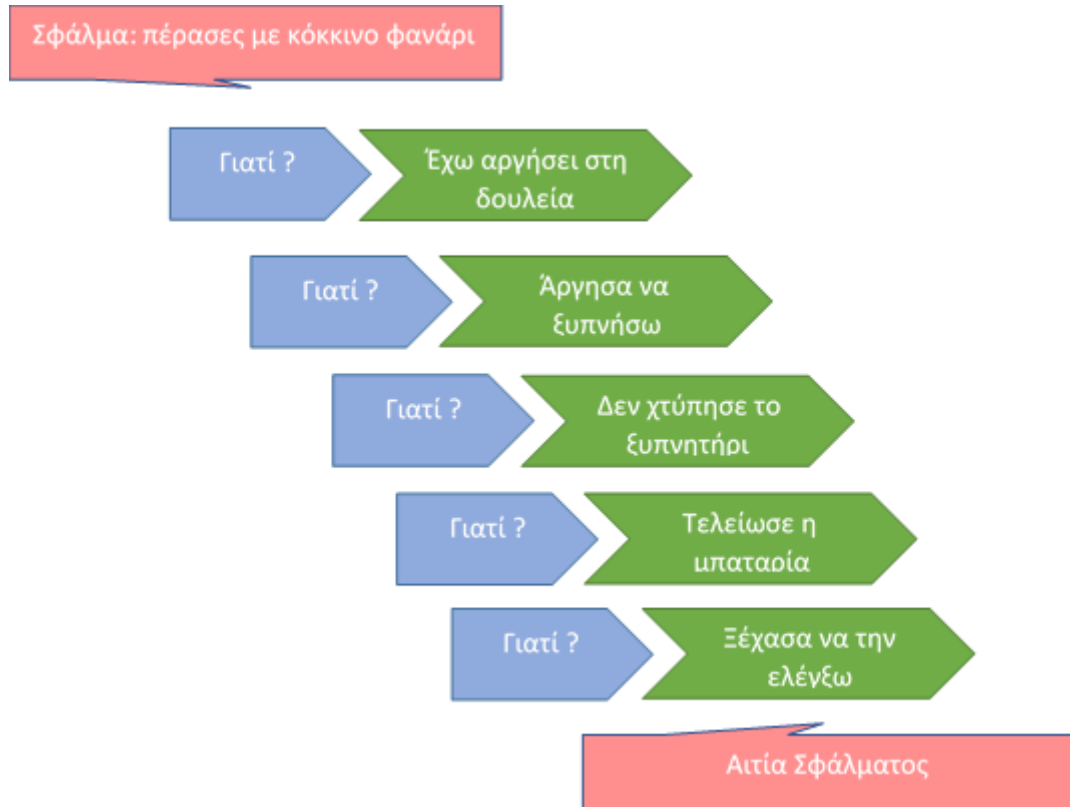 Σφάλμα: πέρασες με κόκκινο φανάρι
Γιατί ?
Έχω αργήσει στη
δουλεία
Γιατί ?
Άργησα να
ξυπνήσω
Γιατί ?
Δεν χτύπησε το
ξυπνητήρι
Γιατί ?
Τελείωσε η
μπαταρία
Γιατί ?
Ξέχασα να την
ελέγξω
Αιτία Σφάλματος